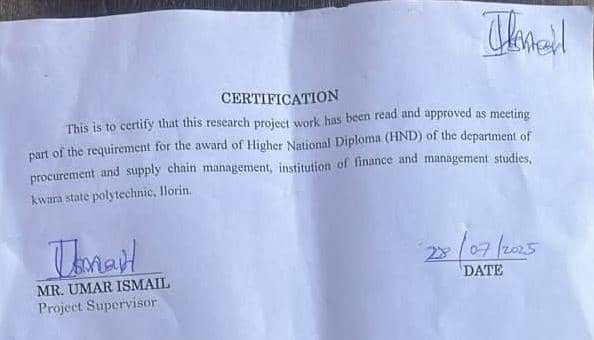 Ismail
CERTIFICATION
This is to certify that this research project work has been read and approved as meeting
part of the requirement for the award of Higher National Diploma (HND) of the department of
procurement and supply chain management, institution of finance and management studies,
kwara state polytechnic, Ilorin.
Ismail
28/07/2025
MR. UMAR ISMAIL
DATE
Project Supervisor